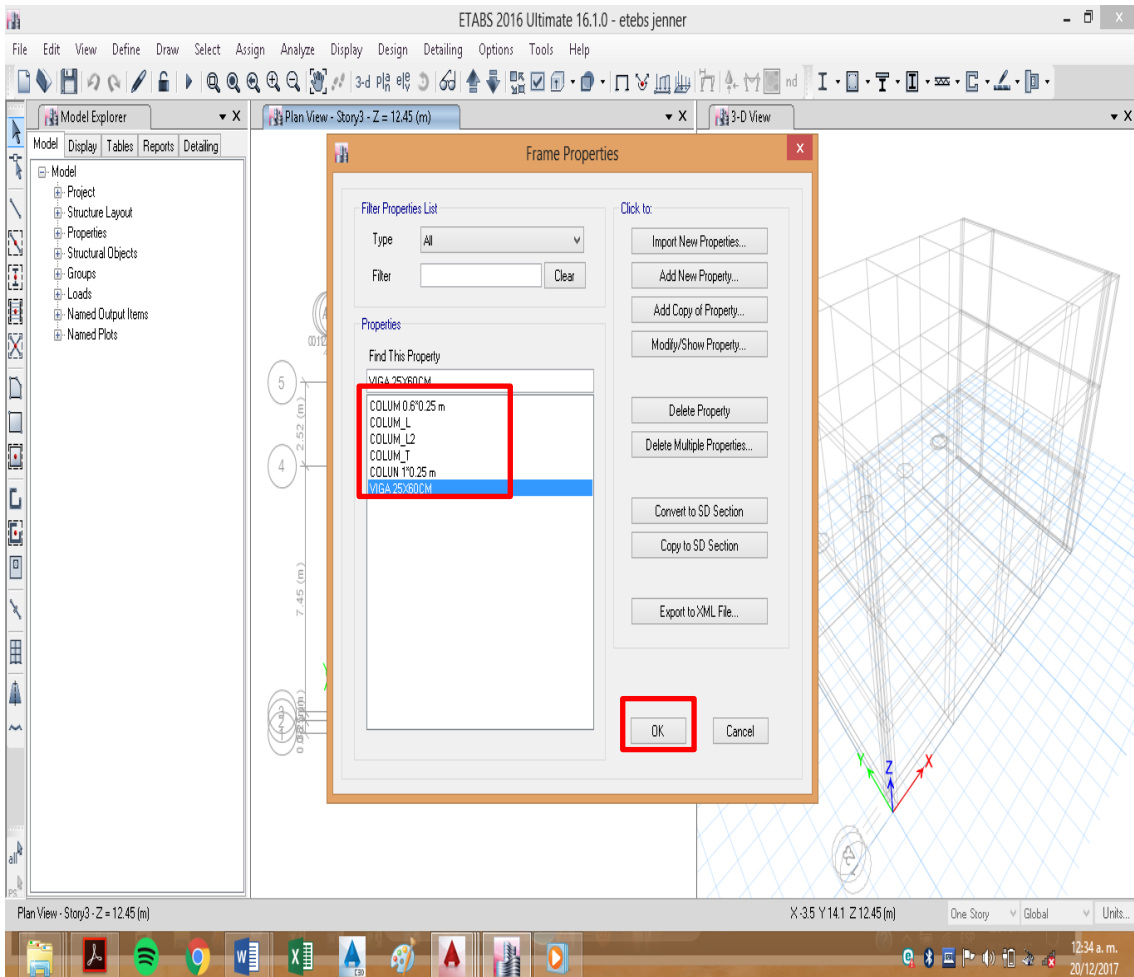 ETABS 2016 Ultimate 16.1.0 - etebs jenner
File Edit View Define Draw Select Assign Analyze Display Design Detailing Options Tools Help
3-d nd
Model Explorer
Plan View - Story3 - Z = 12.45 (m)
3-D View
Model Display Tables Reports Detailing
Model
Project
Structure Layout
Properties
Structural Objects
Groups
Loads
Named Output Items
Named Plots
Frame Properties
Filter Properties List
Type All
Filter Clear
Properties
Find This Property
VIGA 25X60CM
COLUM 0.6*0.25 m
COLUM_L
COLUM_L2
COLUM_T
COLUN 1*0.25 m
VIGA 25X60CM
Click to:
Import New Properties...
Add New Property...
Add Copy of Property...
Modify/Show Property...
Delete Property
Delete Multiple Properties...
Convert to SD Section
Copy to SD Section
Export to XML File...
OK Cancel
5
2.52 (m)
4
7.45 (m)
Y Z X
all
PS
Plan View - Story3 - Z = 12.45 (m)
X -3.5 Y 14.1 Z 12.45 (m)
One Story Global Units...
12:34 a. m.
20/12/2017